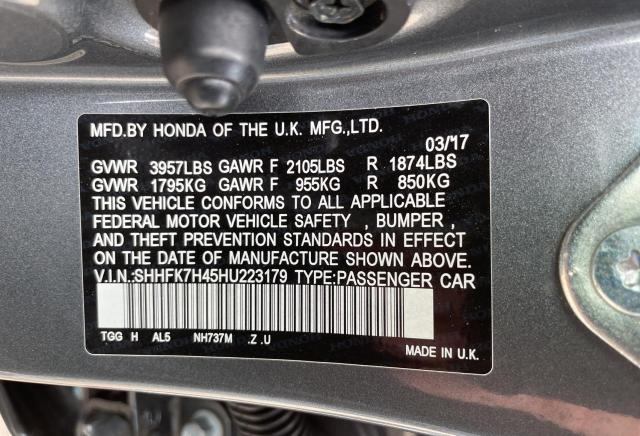 MFD.BY HONDA OF THE U.K. MFG.,LTD.
03/17
GVWR 3957LBS GAWR F 2105LBS R 1874LBS
GVWR 1795KG GAWR F 955KG R 850KG
THIS VEHICLE CONFORMS TO ALL APPLICABLE
FEDERAL MOTOR VEHICLE SAFETY , BUMPER ,
AND THEFT PREVENTION STANDARDS IN EFFECT
ON THE DATE OF MANUFACTURE SHOWN ABOVE.
V.I.N.:SHHFK7H45HU223179 TYPE:PASSENGER CAR
TGG H AL5 NH737M .Z .U
MADE IN U.K.